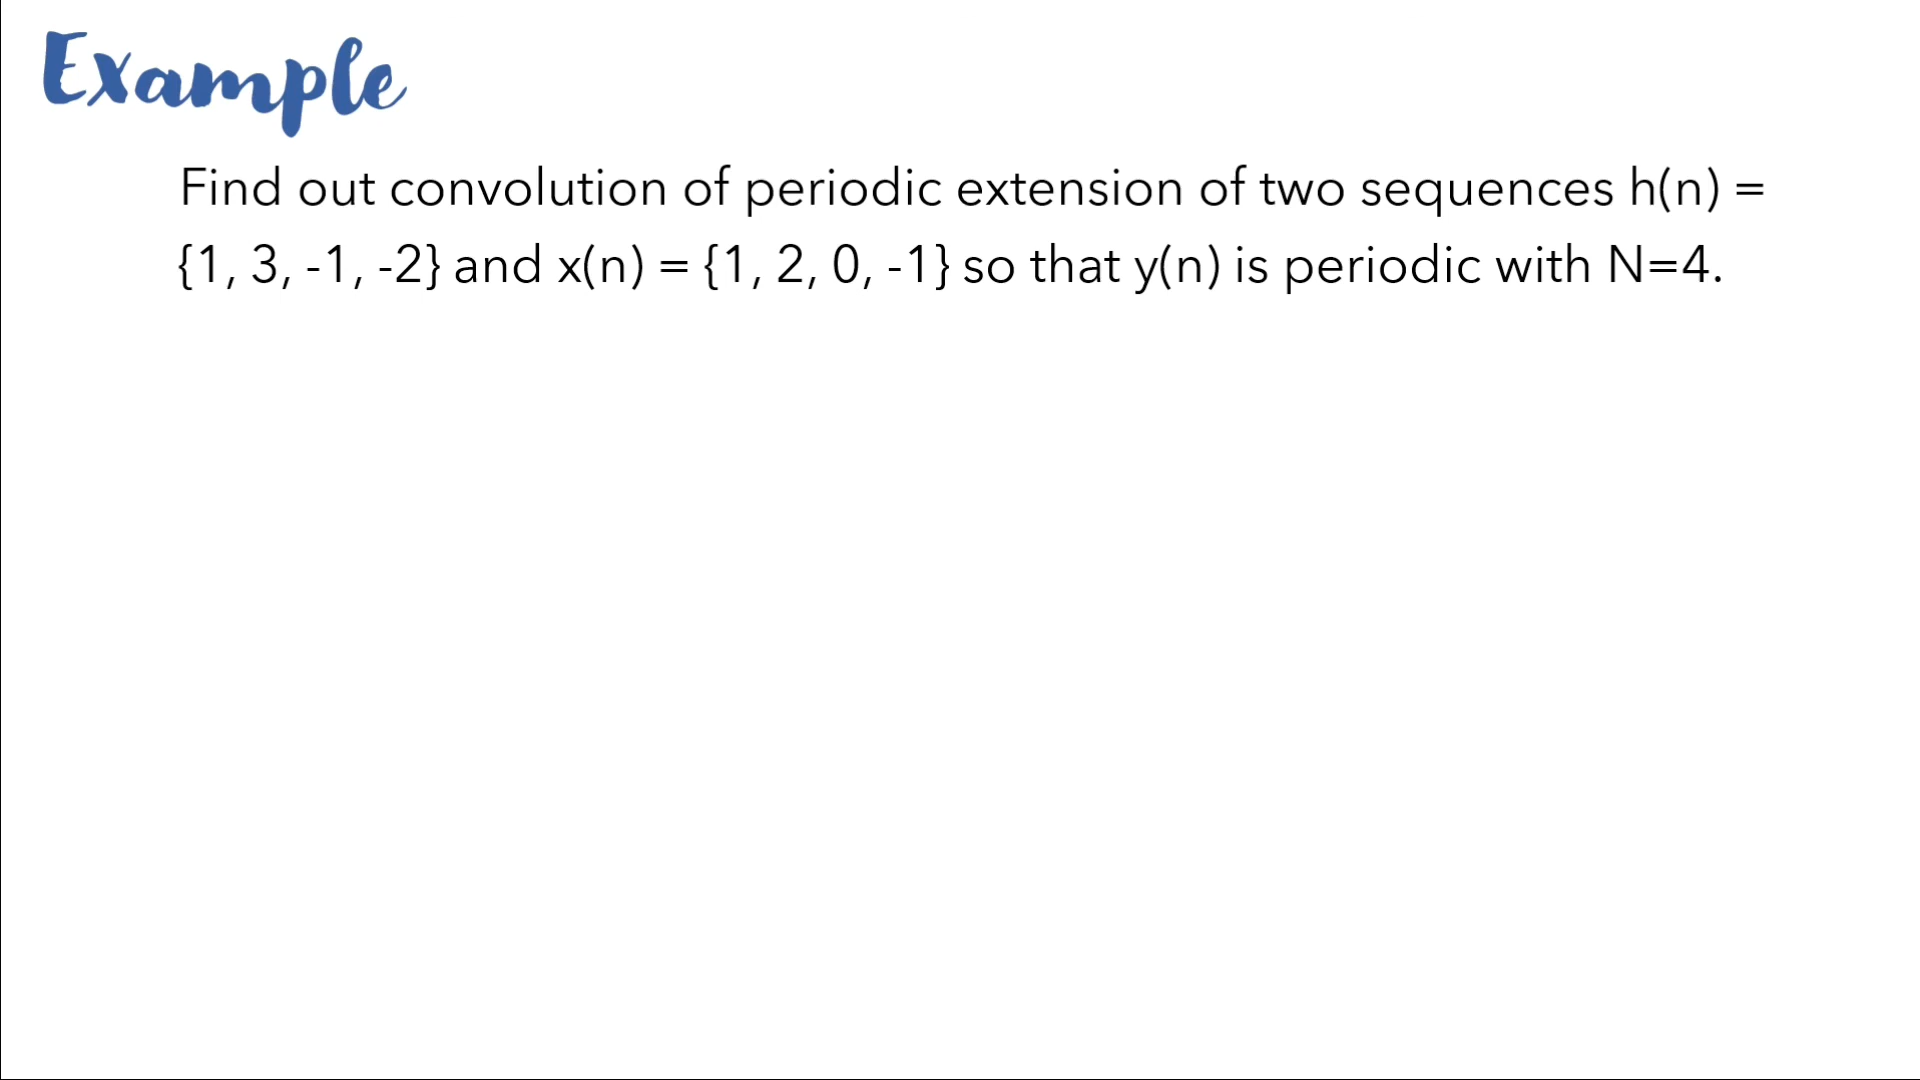 Example
Find out convolution of periodic extension of two sequences h(n) =
{1, 3, -1, -2} and x(n) = {1, 2, 0, -1} so that y(n) is periodic with N=4.